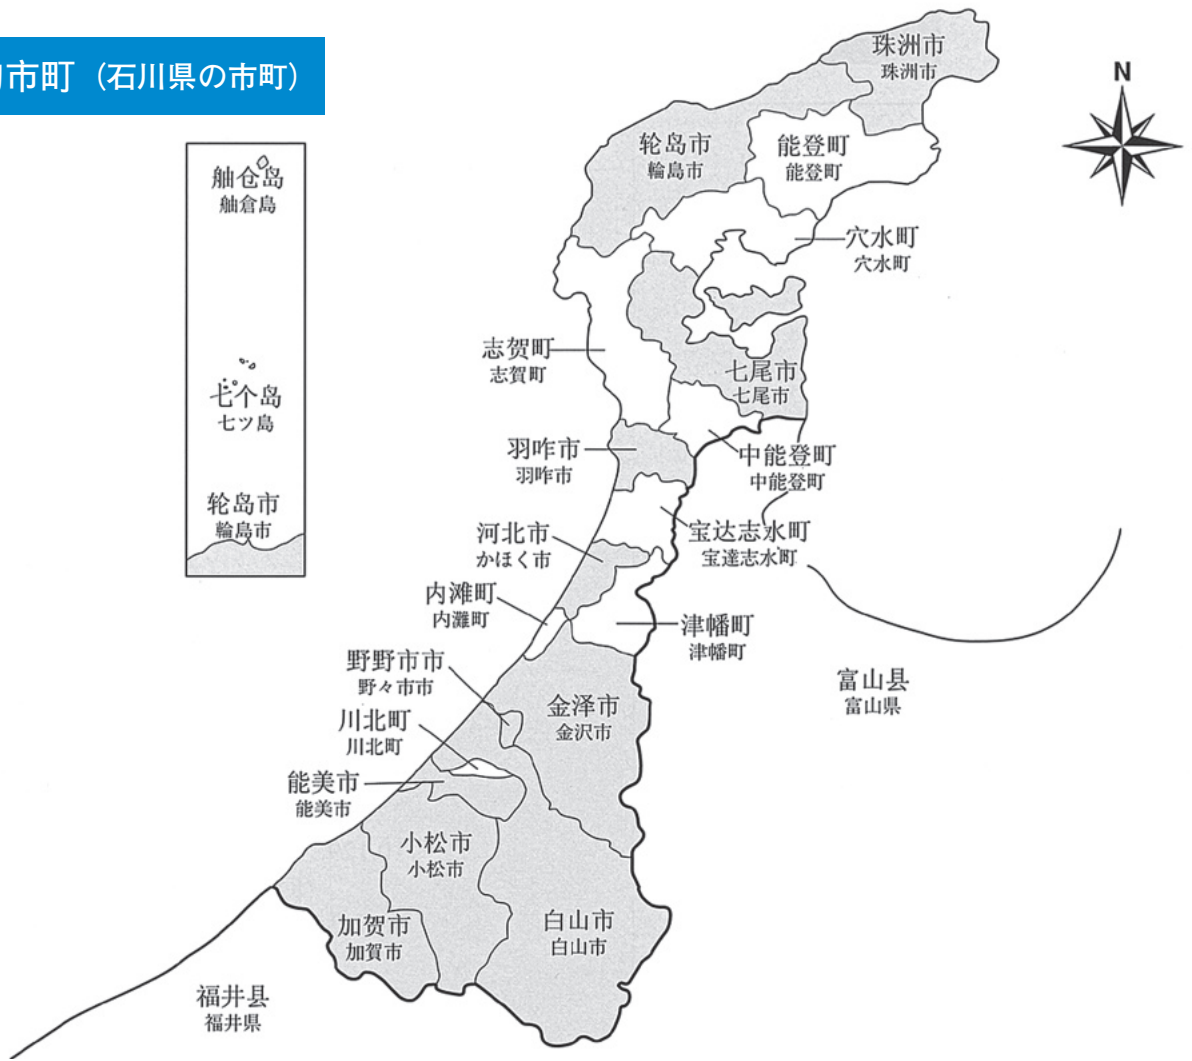 市町（石川県の市町）
珠洲市
珠洲市
N
轮岛市
輪島市
能登町
能登町
舳仓岛
舳倉島
穴水町
穴水町
志贺町
志賀町
七个岛
七ツ島
七尾市
七尾市
羽咋市
羽咋市
中能登町
中能登町
轮岛市
輪島市
宝达志水町
宝達志水町
河北市
かほく市
内滩町
内灘町
津幡町
津幡町
野野市市
野々市市
金泽市
金沢市
富山县
富山県
川北町
川北町
能美市
能美市
小松市
小松市
加贺市
加賀市
白山市
白山市
福井县
福井県